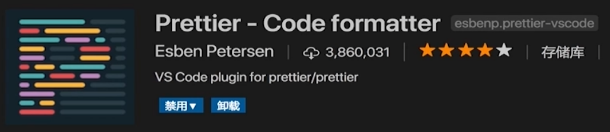 Prettier - Code formatter esbenp.prettier-vscode
Esben Petersen | 3,860,031 | | 存储库 |
VS Code plugin for prettier/prettier
禁用 卸载